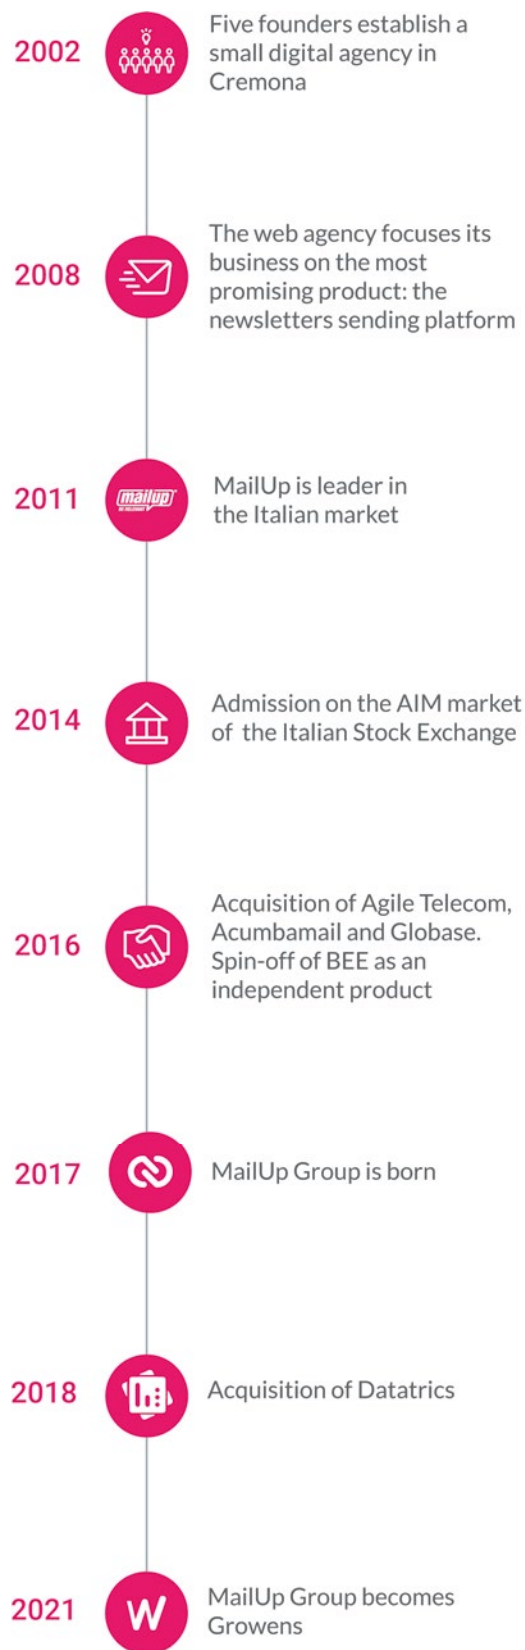 2002
Five founders establish a
small digital agency in
Cremona
2008
The web agency focuses its
business on the most
promising product: the
newsletters sending platform
2011
mailup
BE RELEVANT
MailUp is leader in
the Italian market
2014
Admission on the AIM market
of the Italian Stock Exchange
2016
Acquisition of Agile Telecom,
Acumbamail and Globase.
Spin-off of BEE as an
independent product
2017
MailUp Group is born
2018
Acquisition of Datatrics
2021
W
MailUp Group becomes
Growens